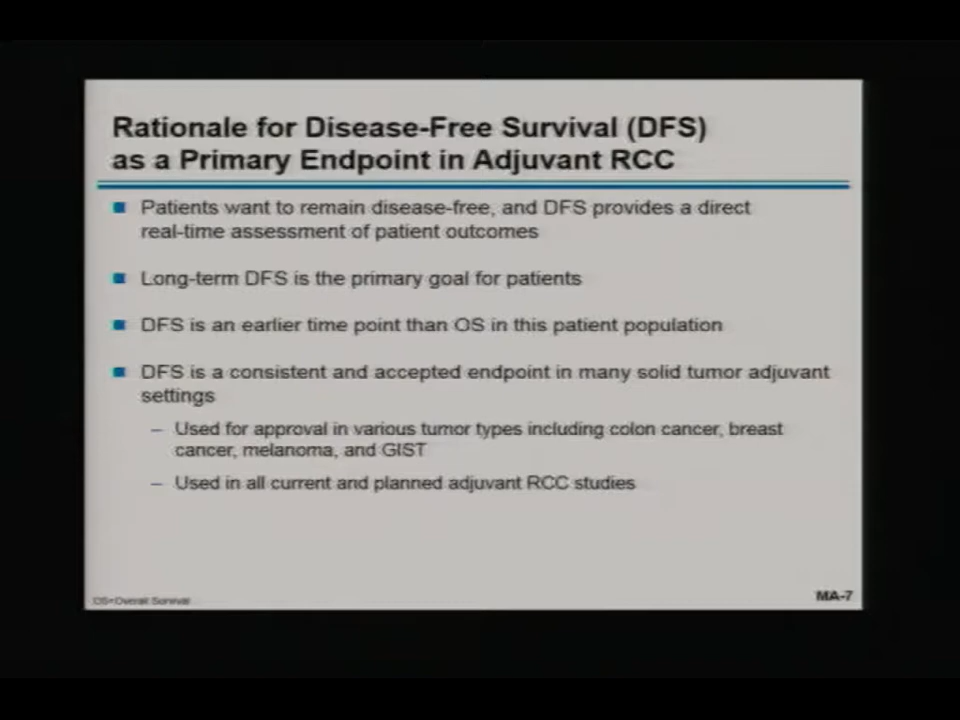 Rationale for Disease-Free Survival (DFS)
as a Primary Endpoint in Adjuvant RCC
Patients want to remain disease-free, and DFS provides a direct
real-time assessment of patient outcomes
Long-term DFS is the primary goal for patients
DFS is an earlier time point than OS in this patient population
DFS is a consistent and accepted endpoint in many solid tumor adjuvant
settings
– Used for approval in various tumor types including colon cancer, breast
cancer, melanoma, and GIST
– Used in all current and planned adjuvant RCC studies
OS=Overall Survival
MA-7